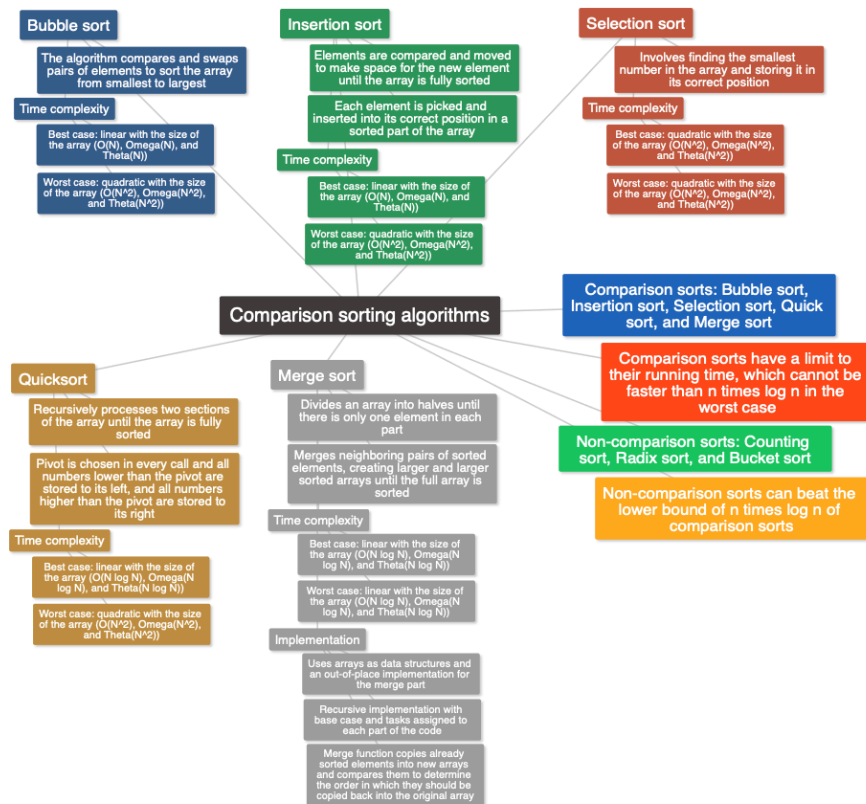 Bubble sort
The algorithm compares and swaps
pairs of elements to sort the array
from smallest to largest
Time complexity
Best case: linear with the size of
the array (O(N), Omega(N), and
Theta(N))
Worst case: quadratic with the size
of the array (O(N^2), Omega(N^2),
and Theta(N^2))
Insertion sort
Elements are compared and moved
to make space for the new element
until the array is fully sorted
Each element is picked and
inserted into its correct position in a
sorted part of the array
Time complexity
Best case: linear with the size of
the array (O(N), Omega(N), and
Theta(N))
Worst case: quadratic with the size
of the array (O(N^2), Omega(N^2),
and Theta(N^2))
Selection sort
Involves finding the smallest
number in the array and storing it in
its correct position
Time complexity
Best case: quadratic with the size
of the array (O(N^2), Omega(N^2),
and Theta(N^2))
Worst case: quadratic with the size
of the array (O(N^2), Omega(N^2),
and Theta(N^2))
Comparison sorting algorithms
Comparison sorts: Bubble sort,
Insertion sort, Selection sort, Quick
sort, and Merge sort
Comparison sorts have a limit to
their running time, which cannot be
faster than n times log n in the
worst case
Non-comparison sorts: Counting
sort, Radix sort, and Bucket sort
Non-comparison sorts can beat the
lower bound of n times log n of
comparison sorts
Quicksort
Recursively processes two sections
of the array until the array is fully
sorted
Pivot is chosen in every call and all
numbers lower than the pivot are
stored to its left, and all numbers
higher than the pivot are stored to
its right
Time complexity
Best case: linear with the size of
the array (O(N log N), Omega(N
log N), and Theta(N log N))
Worst case: quadratic with the size
of the array (O(N^2), Omega(N^2),
and Theta(N^2))
Merge sort
Divides an array into halves until
there is only one element in each
part
Merges neighboring pairs of sorted
elements, creating larger and larger
sorted arrays until the full array is
sorted
Time complexity
Best case: linear with the size of
the array (O(N log N), Omega(N
log N), and Theta(N log N))
Worst case: linear with the size of
the array (O(N log N), Omega(N
log N), and Theta(N log N))
Implementation
Uses arrays as data structures and
an out-of-place implementation for
the merge part
Recursive implementation with
base case and tasks assigned to
each part of the code
Merge function copies already
sorted elements into new arrays
and compares them to determine
the order in which they should be
copied back into the original array